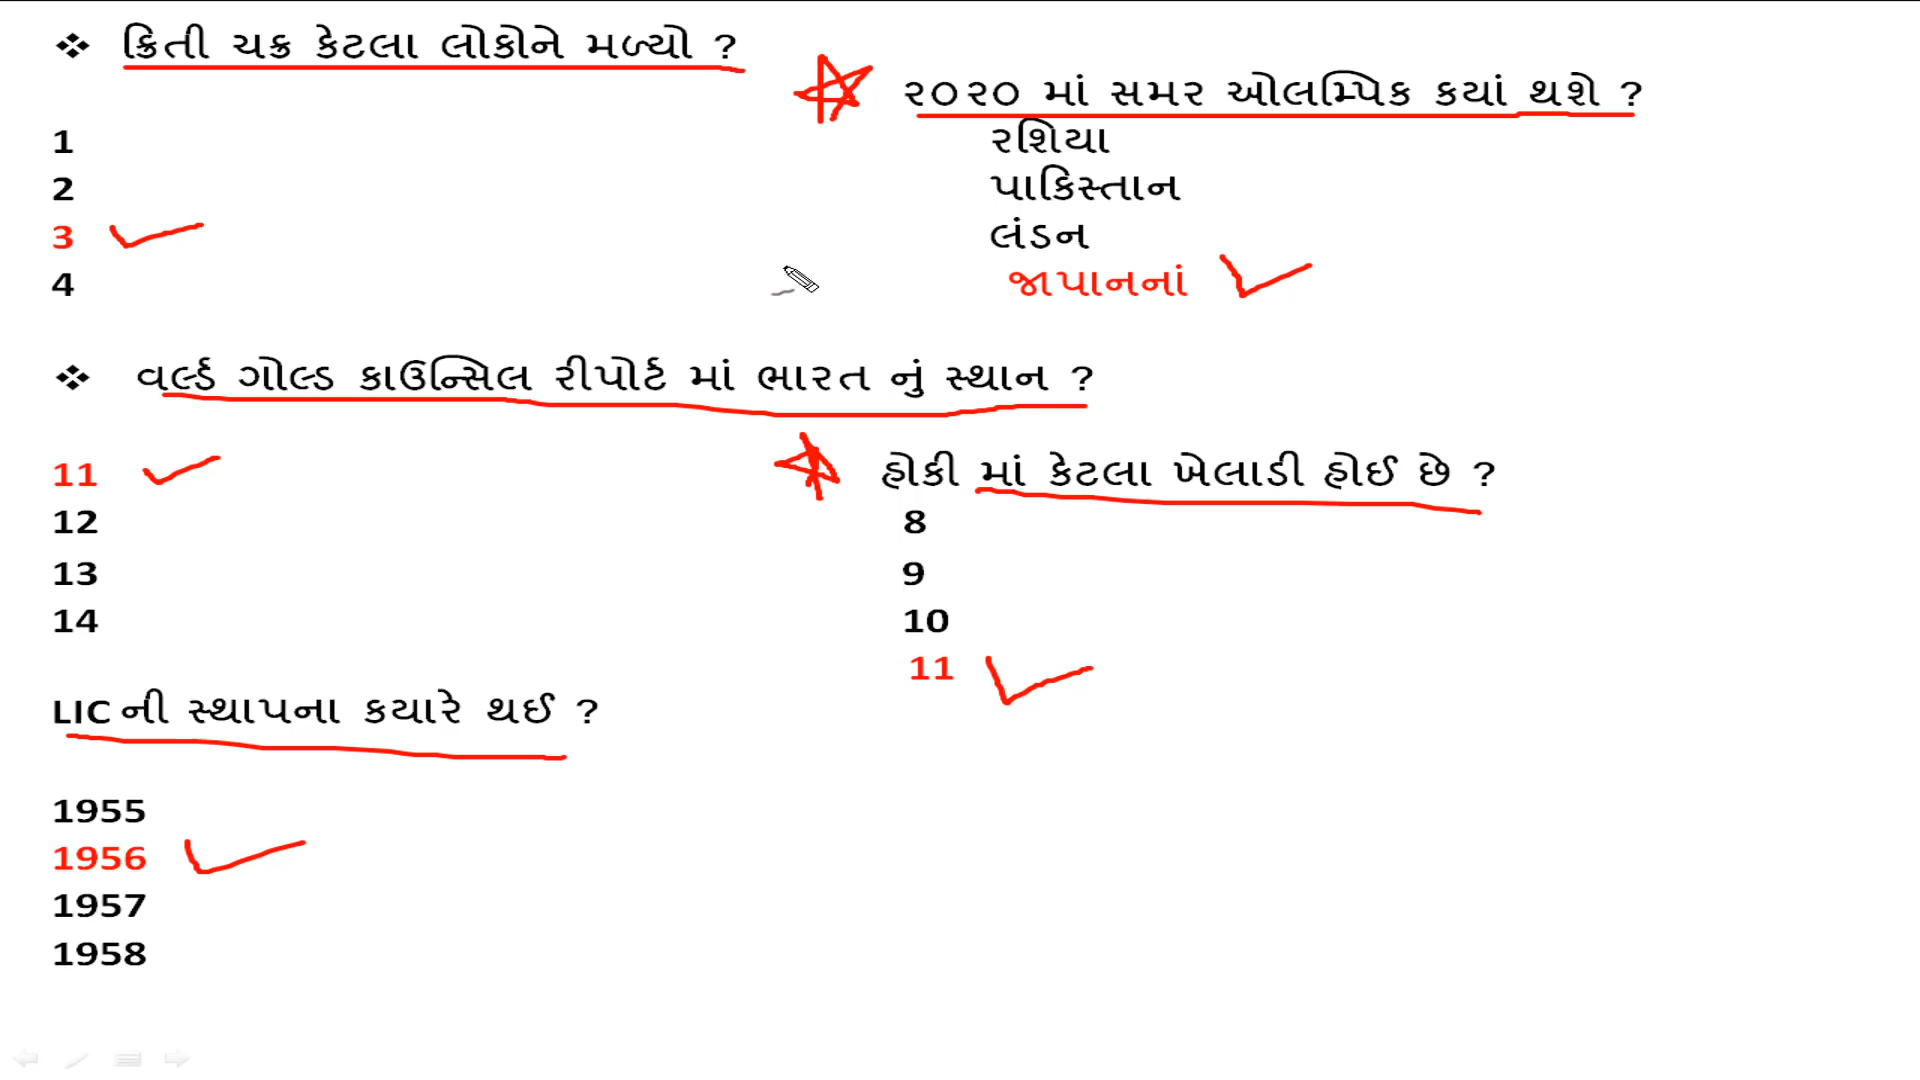 ❖ ક્રિતી ચક્ર કેટલા લોકોને મળ્યો ?
1
2
3
4
❖ વર્લ્ડ ગોલ્ડ કાઉન્સિલ રીપોર્ટ માં ભારત નું સ્થાન ?
11
12
13
14
LIC ની સ્થાપના કયારે થઈ ?
1955
1956
1957
1958
૨૦૨૦ માં સમર ઓલમ્પિક કયાં થશે ?
રશિયા
પાકિસ્તાન
લંડન
જાપાનનાં
હોકી માં કેટલા ખેલાડી હોઈ છે ?
8
9
10
11